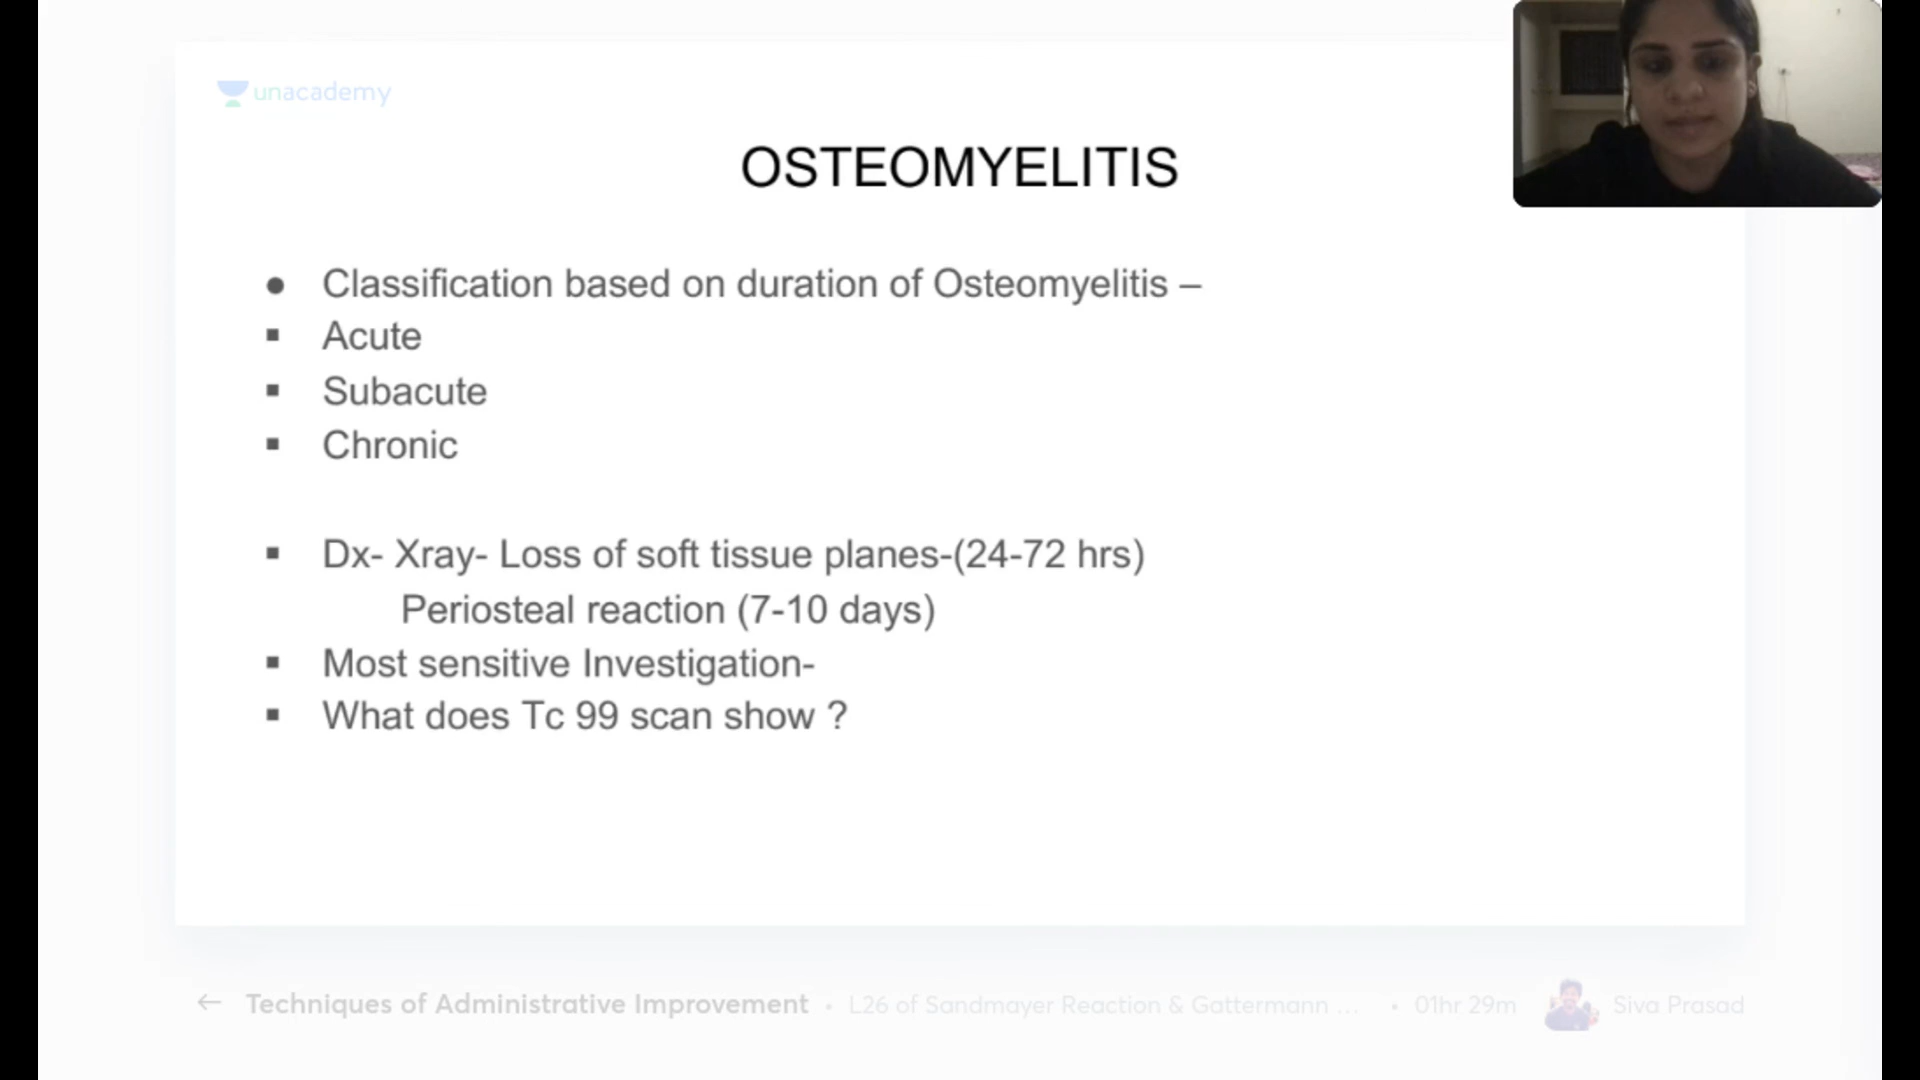 unacademy
OSTEOMYELITIS
● Classification based on duration of Osteomyelitis –
▪ Acute
▪ Subacute
▪ Chronic
▪ Dx- Xray- Loss of soft tissue planes-(24-72 hrs)
Periosteal reaction (7-10 days)
▪ Most sensitive Investigation-
▪ What does Tc 99 scan show ?
← Techniques of Administrative Improvement • L26 of Sandmayer Reaction & Gattermann ... • 01hr 29m Siva Prasad